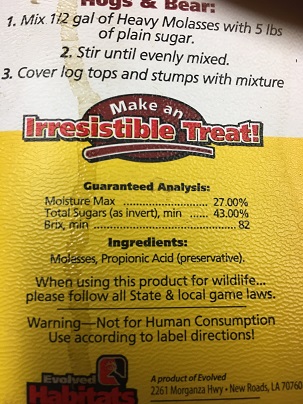 Hogs & Bear:
1. Mix 11/2 gal of Heavy Molasses with 5 lbs
of plain sugar.
2. Stir until evenly mixed.
3. Cover log tops and stumps with mixture
Make an
Irresistible Treat!
Guaranteed Analysis:
Moisture Max ........................ 27.00%
Total Sugars (as invert), min ...... 43.00%
Brix, min ............................................ 82
Ingredients:
Molesses, Propionic Acid (preservative).
When using this product for wildlife...
please follow all State & local game laws.
Warning—Not for Human Consumption
Use according to label directions!
Evolved
Habitats
A product of Evolved
2261 Morganza Hwy • New Roads, LA 70760